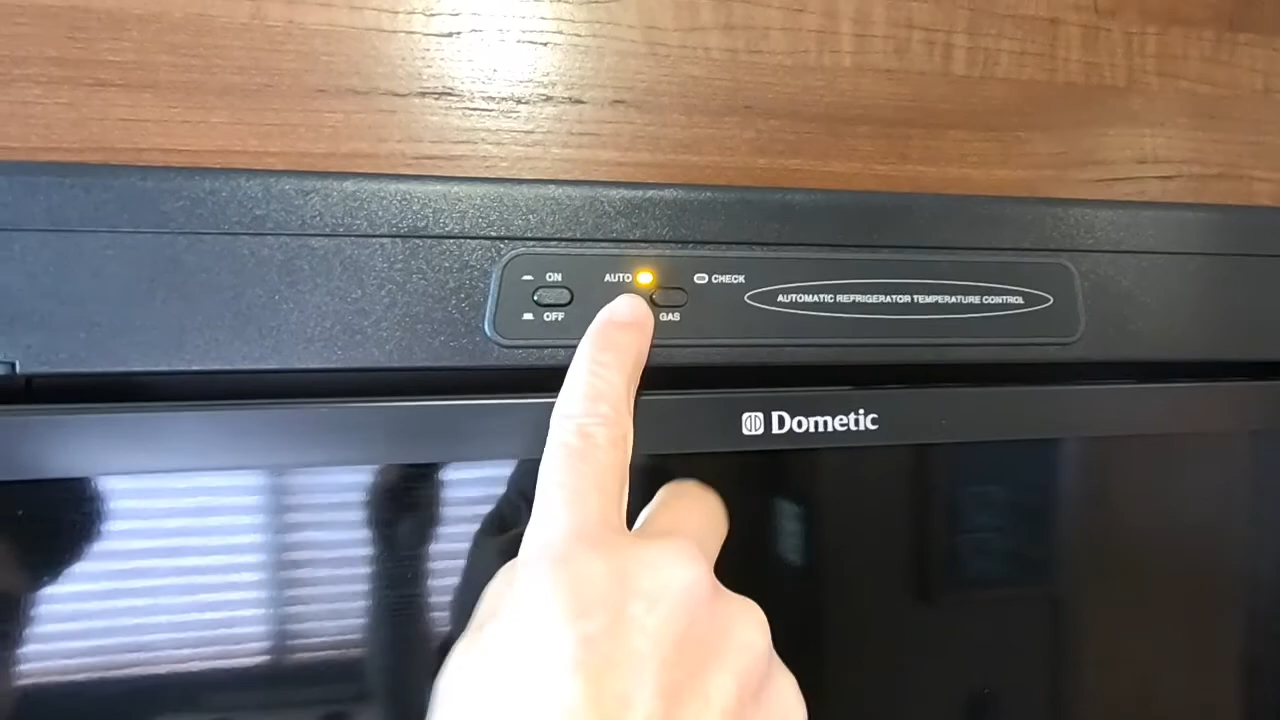 ON
OFF
AUTO
GAS
CHECK
AUTOMATIC REFRIGERATOR TEMPERATURE CONTROL
Dometic